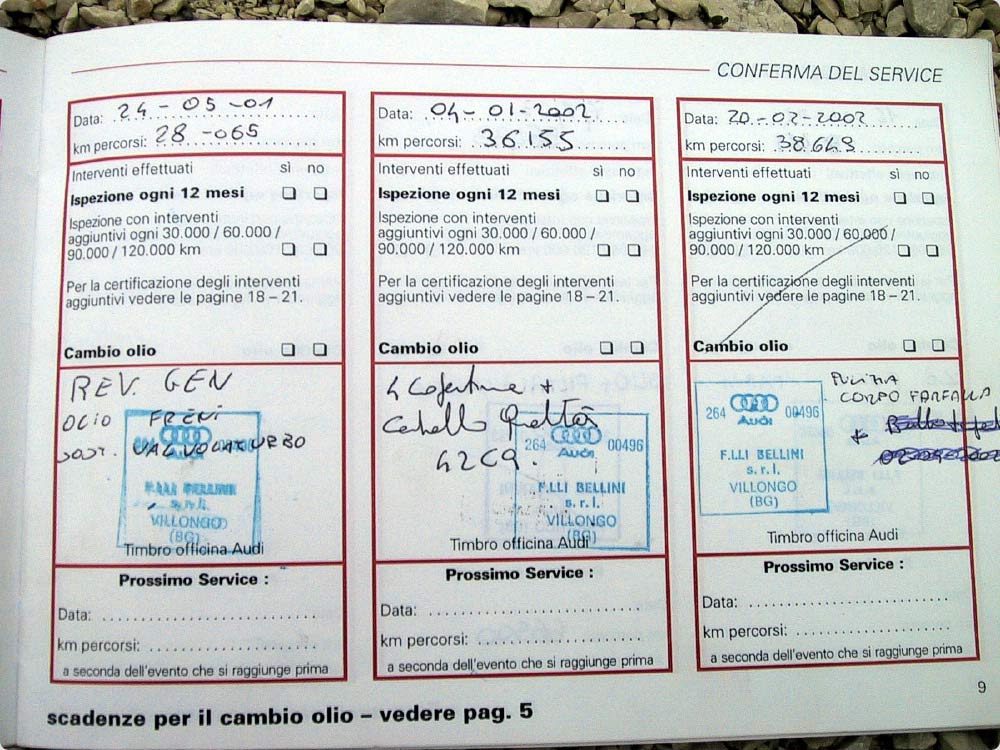 CONFERMA DEL SERVICE
Data: 24-05-01
km percorsi: 28-065
Interventi effettuati sì no
Ispezione ogni 12 mesi
Ispezione con interventi
aggiuntivi ogni 30.000 / 60.000 /
90.000 / 120.000 km
Per la certificazione degli interventi
aggiuntivi vedere le pagine 18 – 21.
Cambio olio
REV. GEN
OLIO FRENI
SOST. VALVOLA TURBO
264 Audi 00496
F.LLI BELLINI
s.r.l.
VILLONGO
(BG)
Timbro officina Audi
Prossimo Service :
Data:
km percorsi:
a seconda dell'evento che si raggiunge prima
Data: 04-01-2002
km percorsi: 36155
Interventi effettuati sì no
Ispezione ogni 12 mesi
Ispezione con interventi
aggiuntivi ogni 30.000 / 60.000 /
90.000 / 120.000 km
Per la certificazione degli interventi
aggiuntivi vedere le pagine 18 – 21.
Cambio olio
4 Copertine +
264 Audi 00496
F.LLI BELLINI
s.r.l.
VILLONGO
(BG)
Timbro officina Audi
Prossimo Service :
Data:
km percorsi:
a seconda dell'evento che si raggiunge prima
Data: 20-02-2002
km percorsi: 38649
Interventi effettuati sì no
Ispezione ogni 12 mesi
Ispezione con interventi
aggiuntivi ogni 30.000 / 60.000 /
90.000 / 120.000 km
Per la certificazione degli interventi
aggiuntivi vedere le pagine 18 – 21.
Cambio olio
PULIZIA
CORPO FARFALLA
+
264 Audi 00496
F.LLI BELLINI
s.r.l.
VILLONGO
(BG)
Timbro officina Audi
Prossimo Service :
Data:
km percorsi:
a seconda dell'evento che si raggiunge prima
9
scadenze per il cambio olio – vedere pag. 5